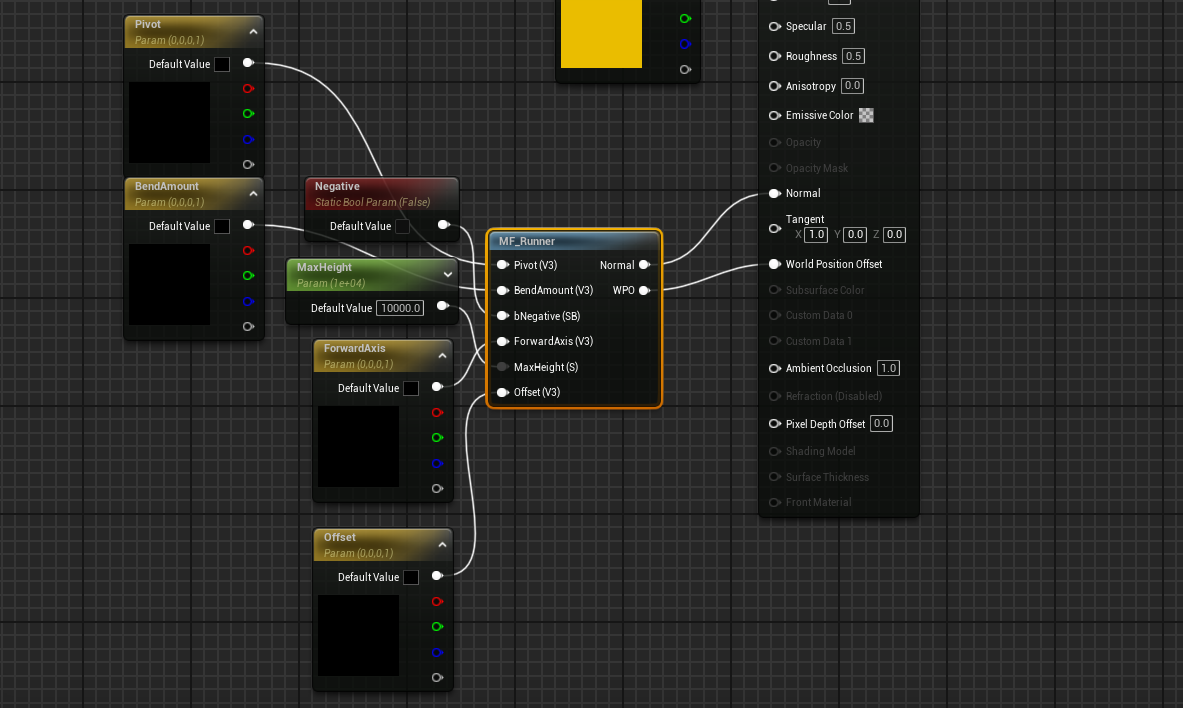 Pivot
Param (0,0,0,1)
Default Value
BendAmount
Param (0,0,0,1)
Default Value
Negative
Static Bool Param (False)
Default Value
MaxHeight
Param (1e+04)
Default Value 10000.0
ForwardAxis
Param (0,0,0,1)
Default Value
Offset
Param (0,0,0,1)
Default Value
MF_Runner
Pivot (V3) Normal
BendAmount (V3) WPO
bNegative (SB)
ForwardAxis (V3)
MaxHeight (S)
Offset (V3)
Specular 0.5
Roughness 0.5
Anisotropy 0.0
Emissive Color
Opacity
Opacity Mask
Normal
Tangent
X 1.0 Y 0.0 Z 0.0
World Position Offset
Subsurface Color
Custom Data 0
Custom Data 1
Ambient Occlusion 1.0
Refraction (Disabled)
Pixel Depth Offset 0.0
Shading Model
Surface Thickness
Front Material